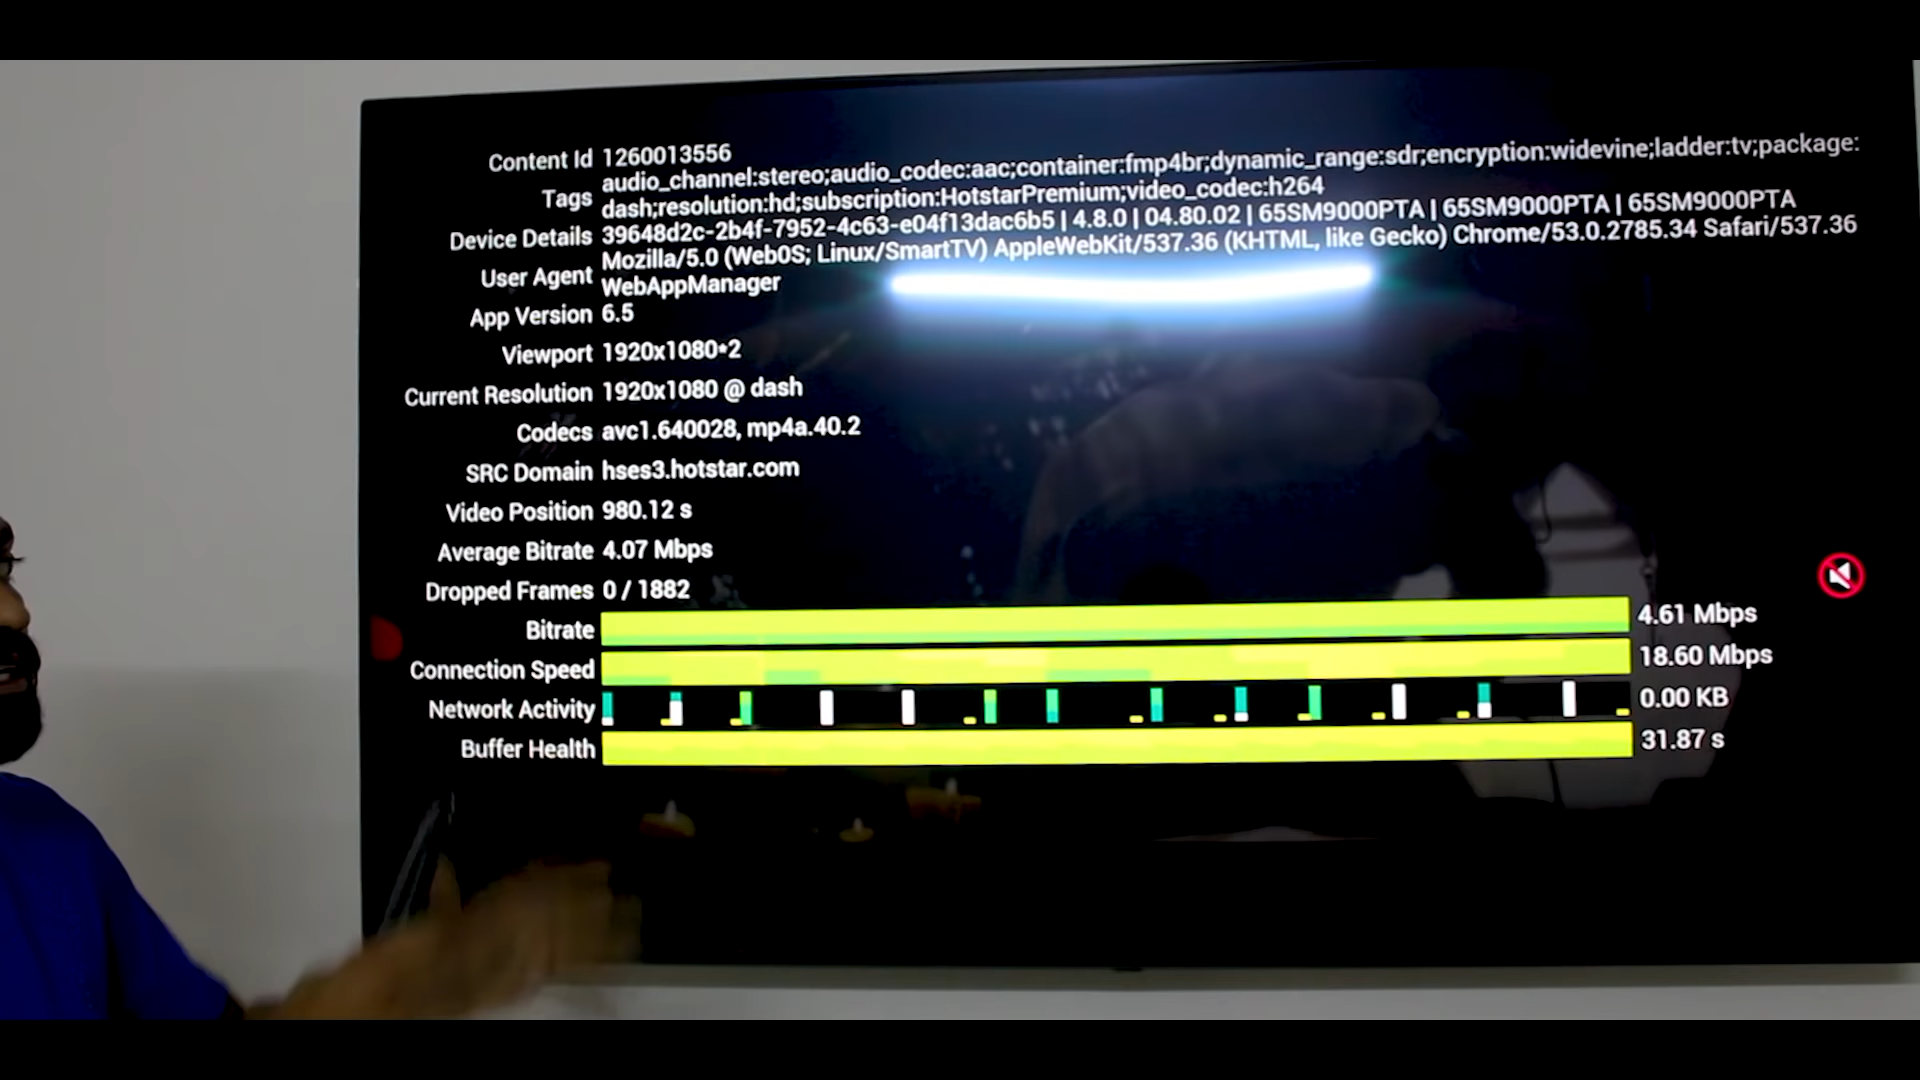 Content Id 1260013556
Tags audio_channel:stereo;audio_codec:aac;container:fmp4br;dynamic_range:sdr;encryption:widevine;ladder:tv;package:
dash;resolution:hd;subscription:HotstarPremium;video_codec:h264
Device Details 39648d2c-2b4f-7952-4c63-e04f13dac6b5 | 4.8.0 | 04.80.02 | 65SM9000PTA | 65SM9000PTA | 65SM9000PTA
User Agent Mozilla/5.0 (Web0S; Linux/SmartTV) AppleWebKit/537.36 (KHTML, like Gecko) Chrome/53.0.2785.34 Safari/537.36
WebAppManager
App Version 6.5
Viewport 1920x1080*2
Current Resolution 1920x1080 @ dash
Codecs avc1.640028, mp4a.40.2
SRC Domain hses3.hotstar.com
Video Position 980.12 s
Average Bitrate 4.07 Mbps
Dropped Frames 0 / 1882
Bitrate 4.61 Mbps
Connection Speed 18.60 Mbps
Network Activity 0.00 KB
Buffer Health 31.87 s